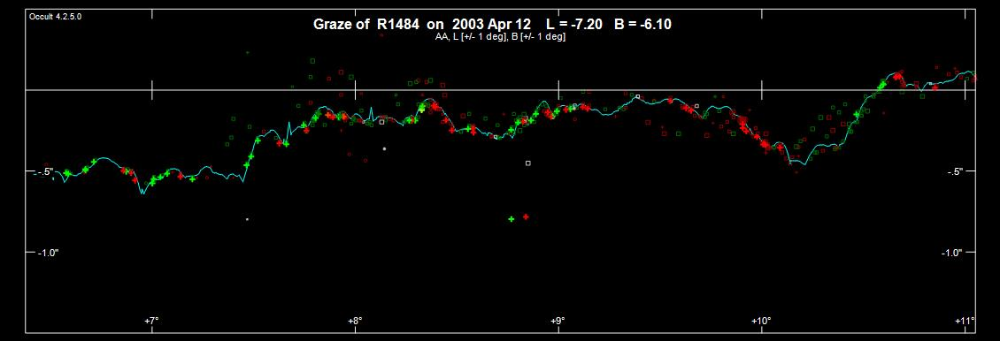 Occult 4.2.5.0
Graze of R1484 on 2003 Apr 12 L = -7.20 B = -6.10
AA, L [+/- 1 deg], B [+/- 1 deg]
-.5" -.5"
-1.0" -1.0"
+7° +8° +9° +10° +11°